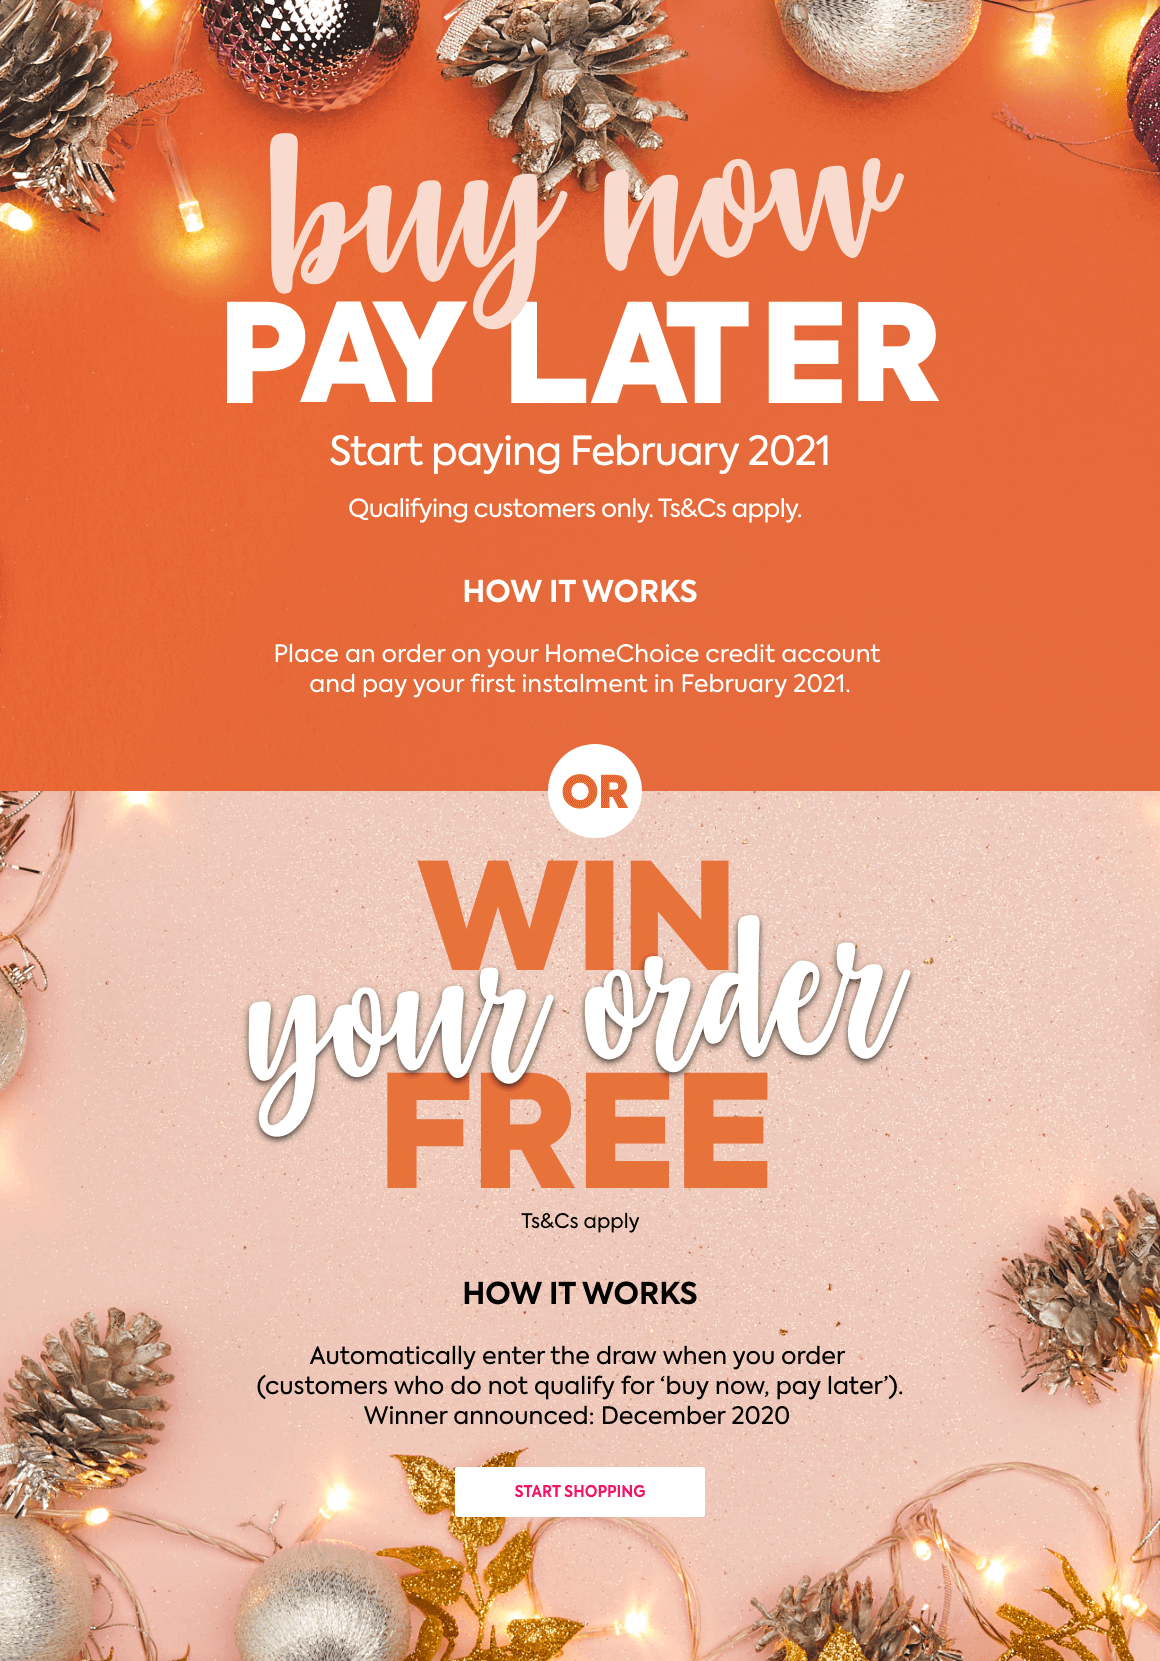 buy now
PAY LATER
Start paying February 2021
Qualifying customers only. Ts&Cs apply.
HOW IT WORKS
Place an order on your HomeChoice credit account
and pay your first instalment in February 2021.
OR
WIN
your order
FREE
Ts&Cs apply
HOW IT WORKS
Automatically enter the draw when you order
(customers who do not qualify for ‘buy now, pay later’).
Winner announced: December 2020
START SHOPPING